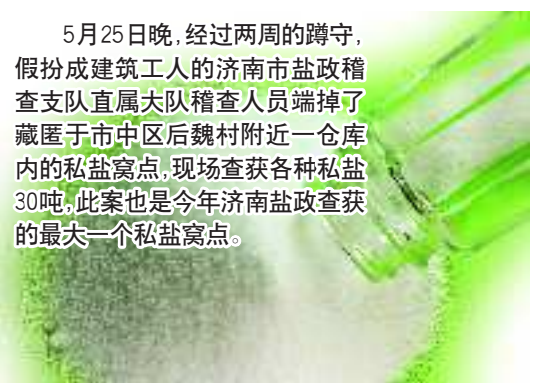 5月25日晚,经过两周的蹲守,
假扮成建筑工人的济南市盐政稽
查支队直属大队稽查人员端掉了
藏匿于市中区后魏村附近一仓库
内的私盐窝点,现场查获各种私盐
30吨,此案也是今年济南盐政查获
的最大一个私盐窝点。